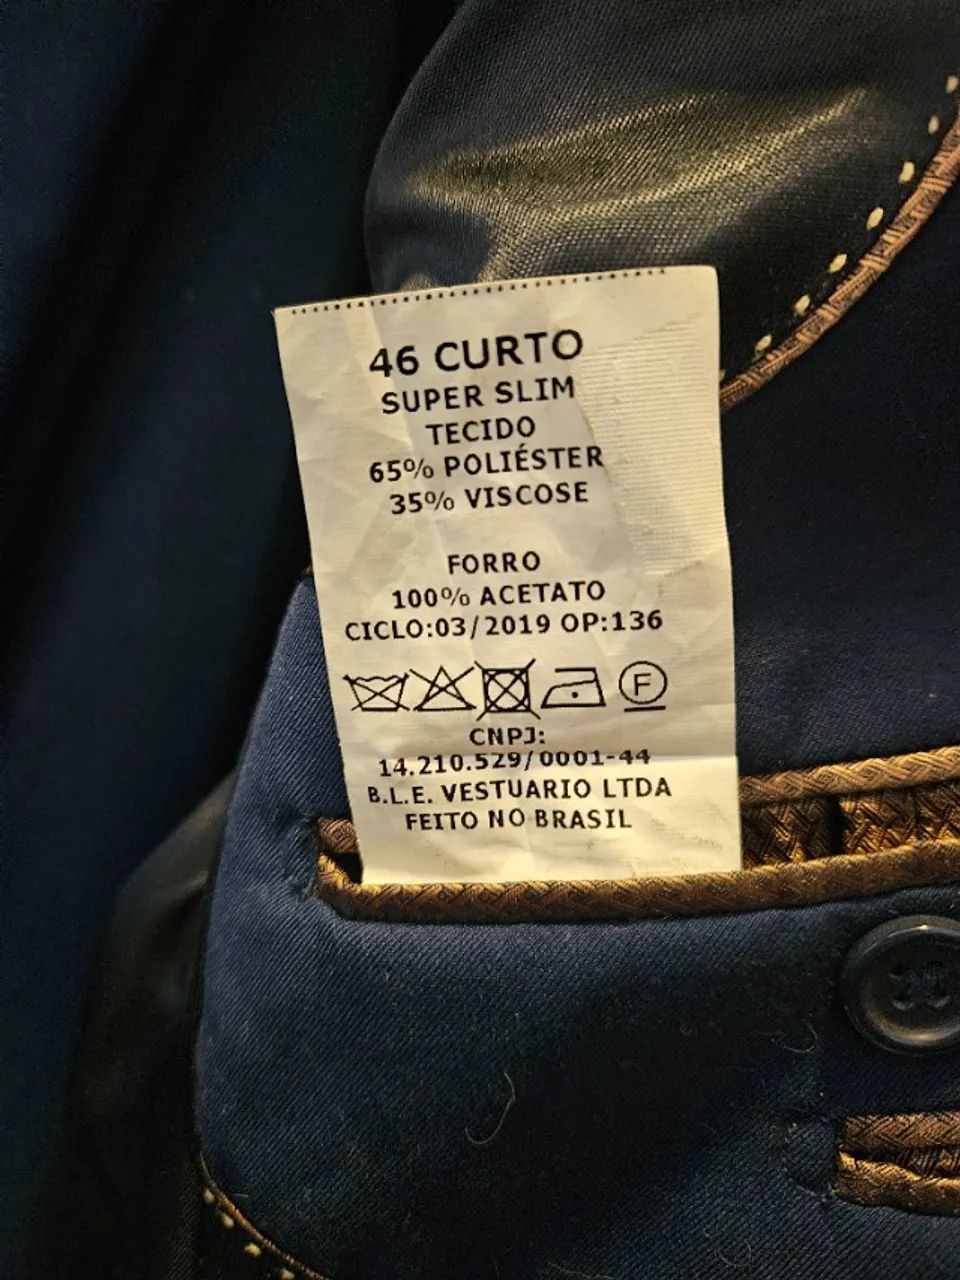 46 CURTO
SUPER SLIM
TECIDO
65% POLIÉSTER
35% VISCOSE
FORRO
100% ACETATO
CICLO:03/2019 OP:136
F
CNPJ:
14.210.529/0001-44
B.L.E. VESTUARIO LTDA
FEITO NO BRASIL